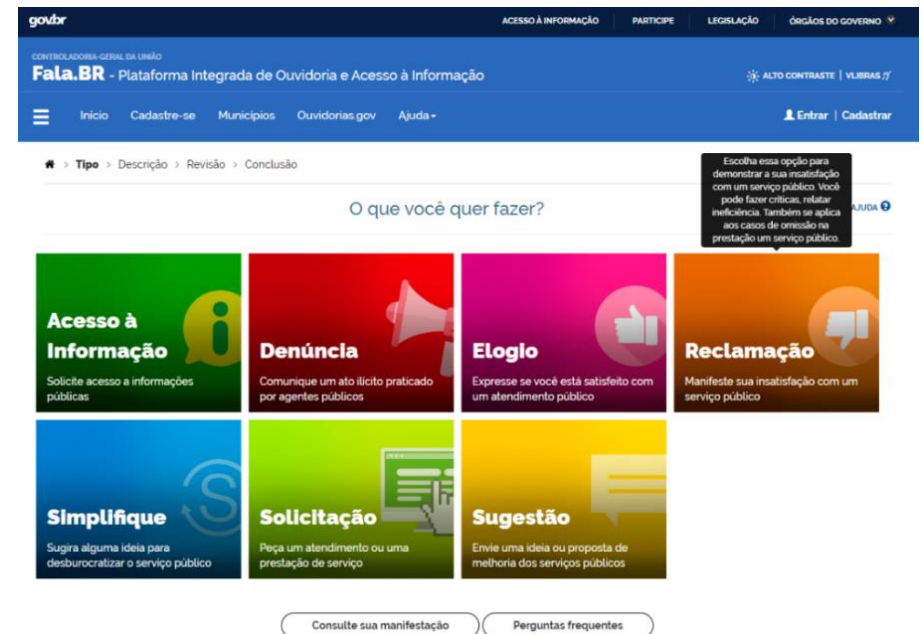 gov.br
ACESSO À INFORMAÇÃO
PARTICIPE
LEGISLAÇÃO
ÓRGÃOS DO GOVERNO
CONTROLADORIA-GERAL DA UNIÃO
Fala.BR - Plataforma Integrada de Ouvidoria e Acesso à Informação
ALTO CONTRASTE | VLIBRAS
Início Cadastre-se Municípios Ouvidorias.gov Ajuda
Entrar | Cadastrar
> Tipo > Descrição > Revisão > Conclusão
Escolha essa opção para
demonstrar a sua insatisfação
com um serviço público. Você
pode fazer críticas, relatar
ineficiência. Também se aplica
aos casos de omissão na
prestação um serviço público.
O que você quer fazer?
AJUDA
Acesso à
Informação
Solicite acesso a informações
públicas
Denúncia
Comunique um ato ilícito praticado
por agentes públicos
Elogio
Expresse se você está satisfeito com
um atendimento público
Reclamação
Manifeste sua insatisfação com um
serviço público
Simplifique
Sugira alguma ideia para
desburocratizar o serviço público
Solicitação
Peça um atendimento ou uma
prestação de serviço
Sugestão
Envie uma ideia ou proposta de
melhoria dos serviços públicos
Consulte sua manifestação
Perguntas frequentes